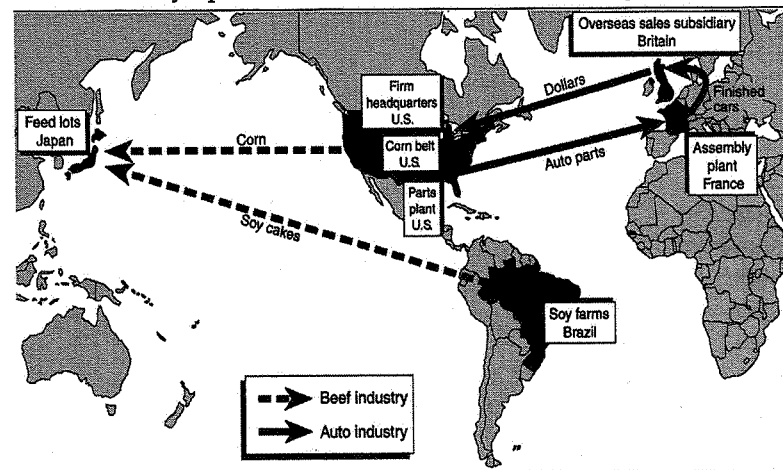 Overseas sales subsidiary
Britain
Firm
headquarters
U.S.
Dollars
Finished
cars
Feed lots
Japan
Corn
Corn belt
U.S.
Auto parts
Assembly
plant
France
Parts
plant
U.S.
Soy cakes
Soy farms
Brazil
Beef industry
Auto industry